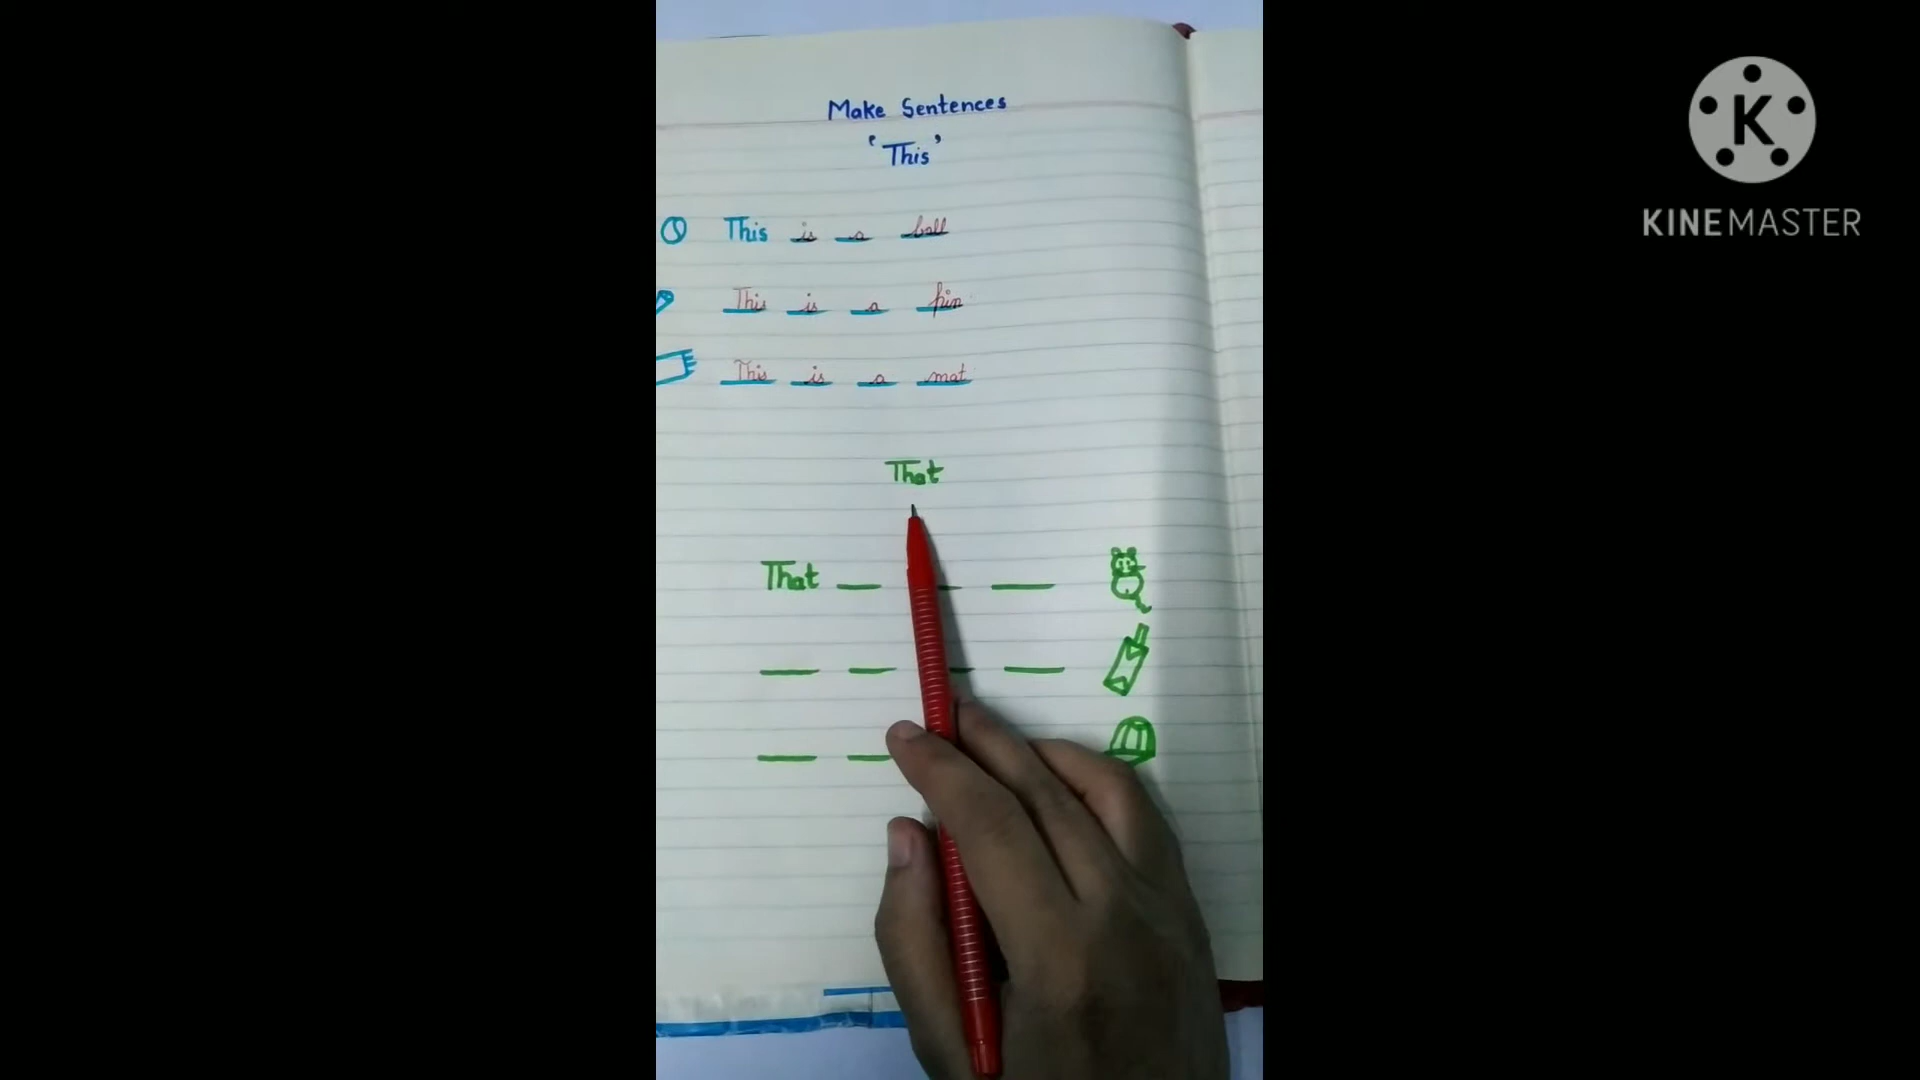 Make Sentences
'This'
This is a ball
This is a pin
This is a mat
That
That
K
KINEMASTER